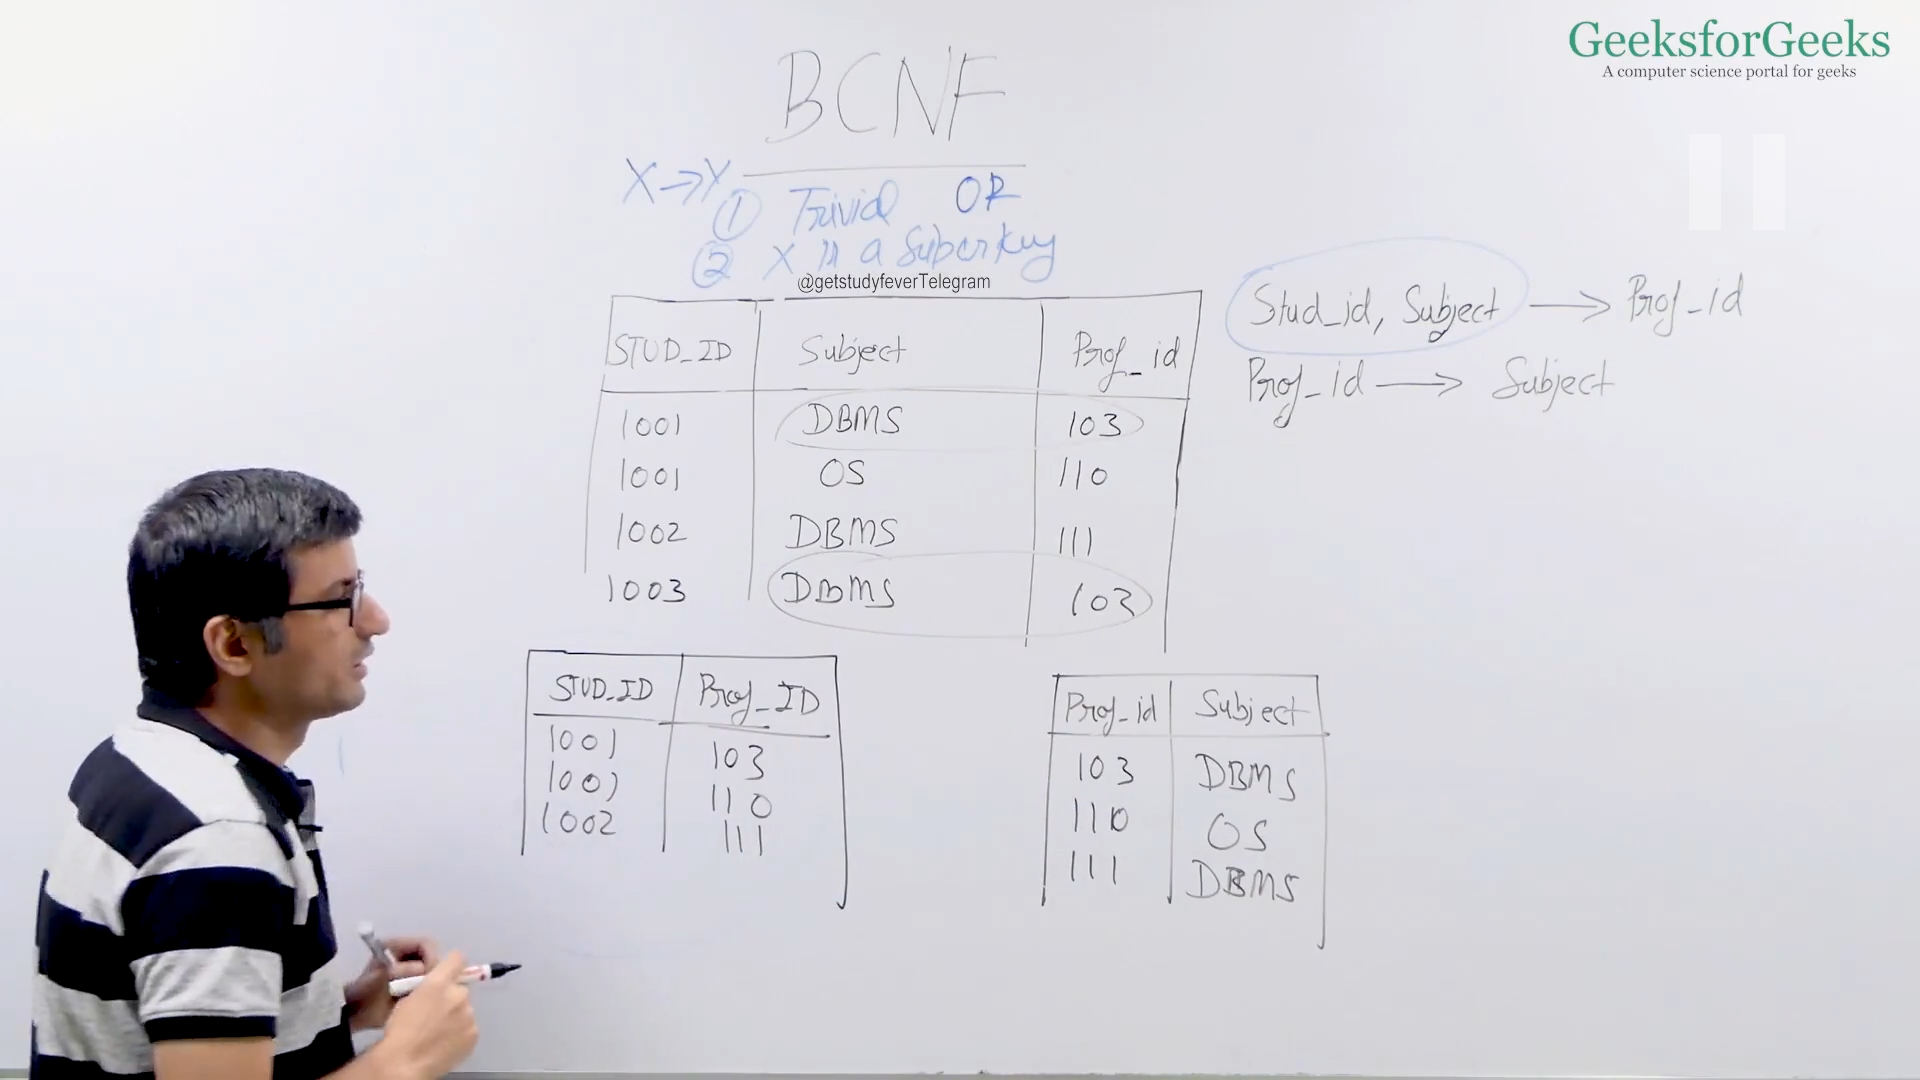 GeeksforGeeks
A computer science portal for geeks
BCNF
X → Y
① Trivial OR
② X is a Super key
@getstudyfeverTelegram
Stud_id, Subject → Prof_id
Prof_id → Subject
STUD_ID Subject Prof_id
1001 DBMS 103
1001 OS 110
1002 DBMS 111
1003 DBMS 103
STUD_ID Prof_ID
1001 103
1001 110
1002 111
Prof_id Subject
103 DBMS
110 OS
111 DBMS